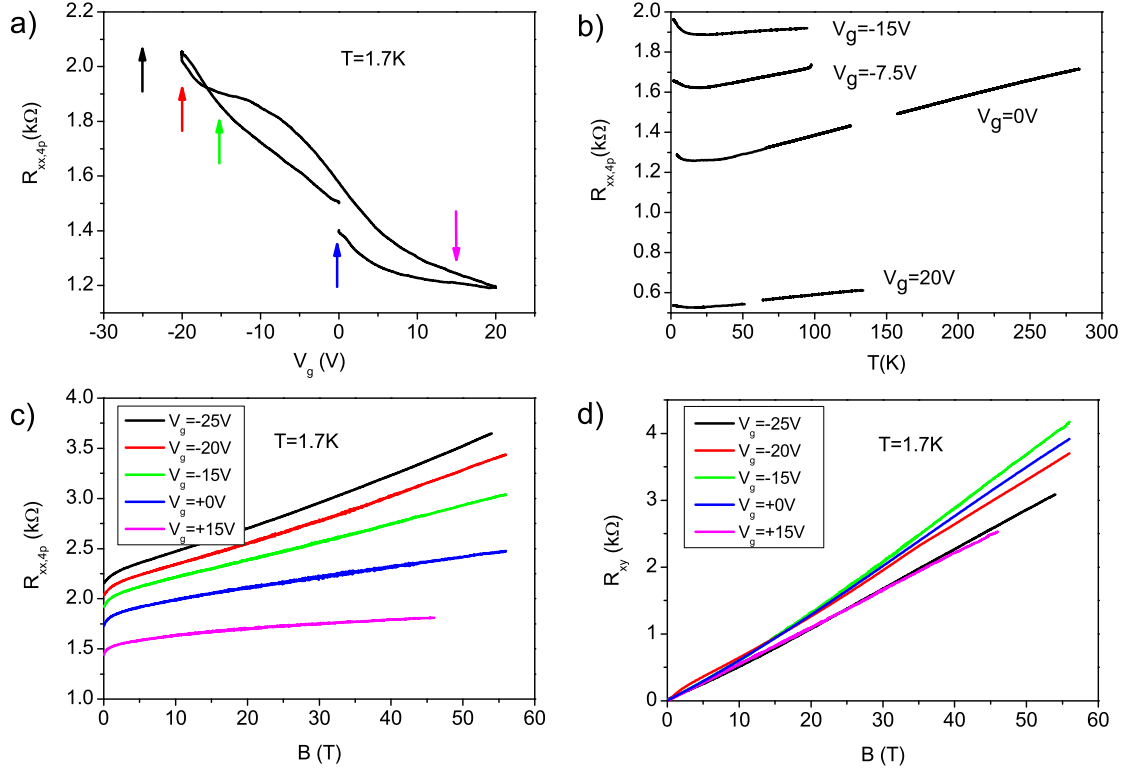 a)
T=1.7K
2.2
2.0
1.8
1.6
1.4
1.2
R_xx,4p(kΩ)
-30 -20 -10 0 10 20
V_g (V)
b)
V_g=-15V
V_g=-7.5V
V_g=0V
V_g=20V
2.0
1.8
1.6
1.4
1.2
1.0
0.8
0.6
R_xx,4p(kΩ)
0 50 100 150 200 250 300
T(K)
c)
V_g=-25V
V_g=-20V
V_g=-15V
V_g=+0V
V_g=+15V
T=1.7K
4.0
3.5
3.0
2.5
2.0
1.5
1.0
R_xx,4p (kΩ)
0 10 20 30 40 50 60
B (T)
d)
V_g=-25V
V_g=-20V
V_g=-15V
V_g=+0V
V_g=+15V
T=1.7K
4
3
2
1
0
R_xy (kΩ)
0 10 20 30 40 50 60
B (T)